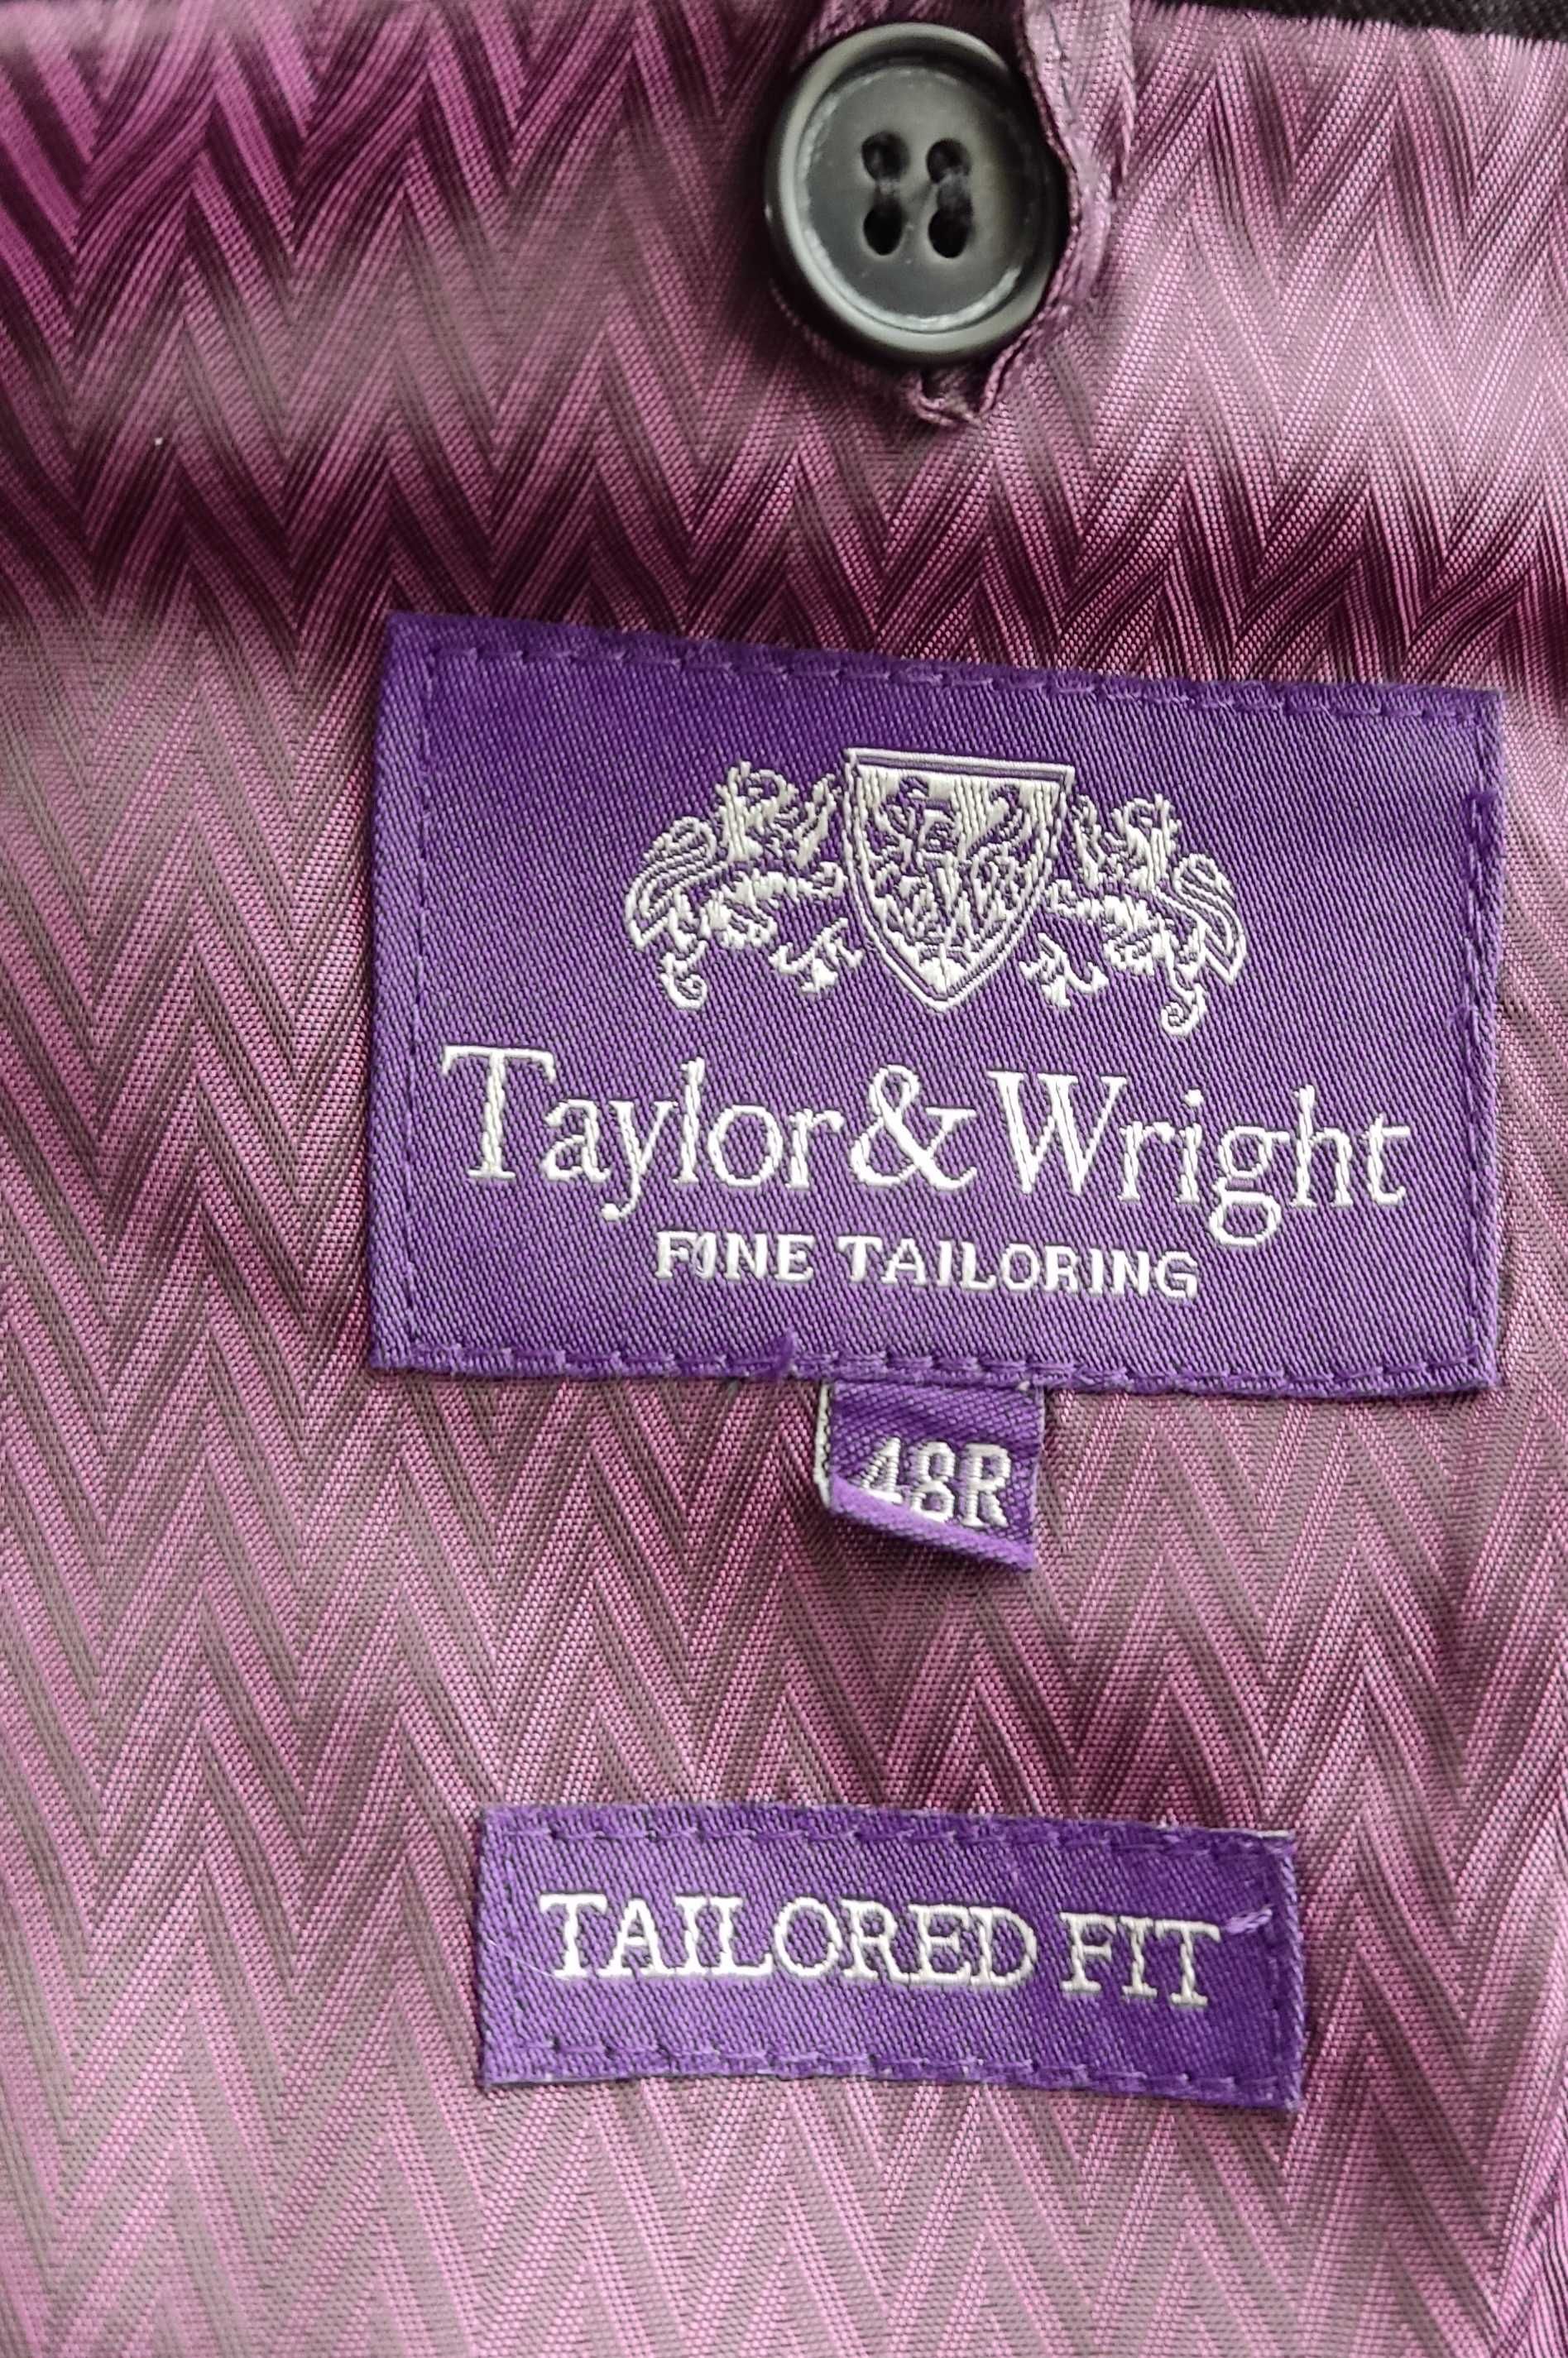 Taylor & Wright
FINE TAILORING
48R
TAILORED FIT